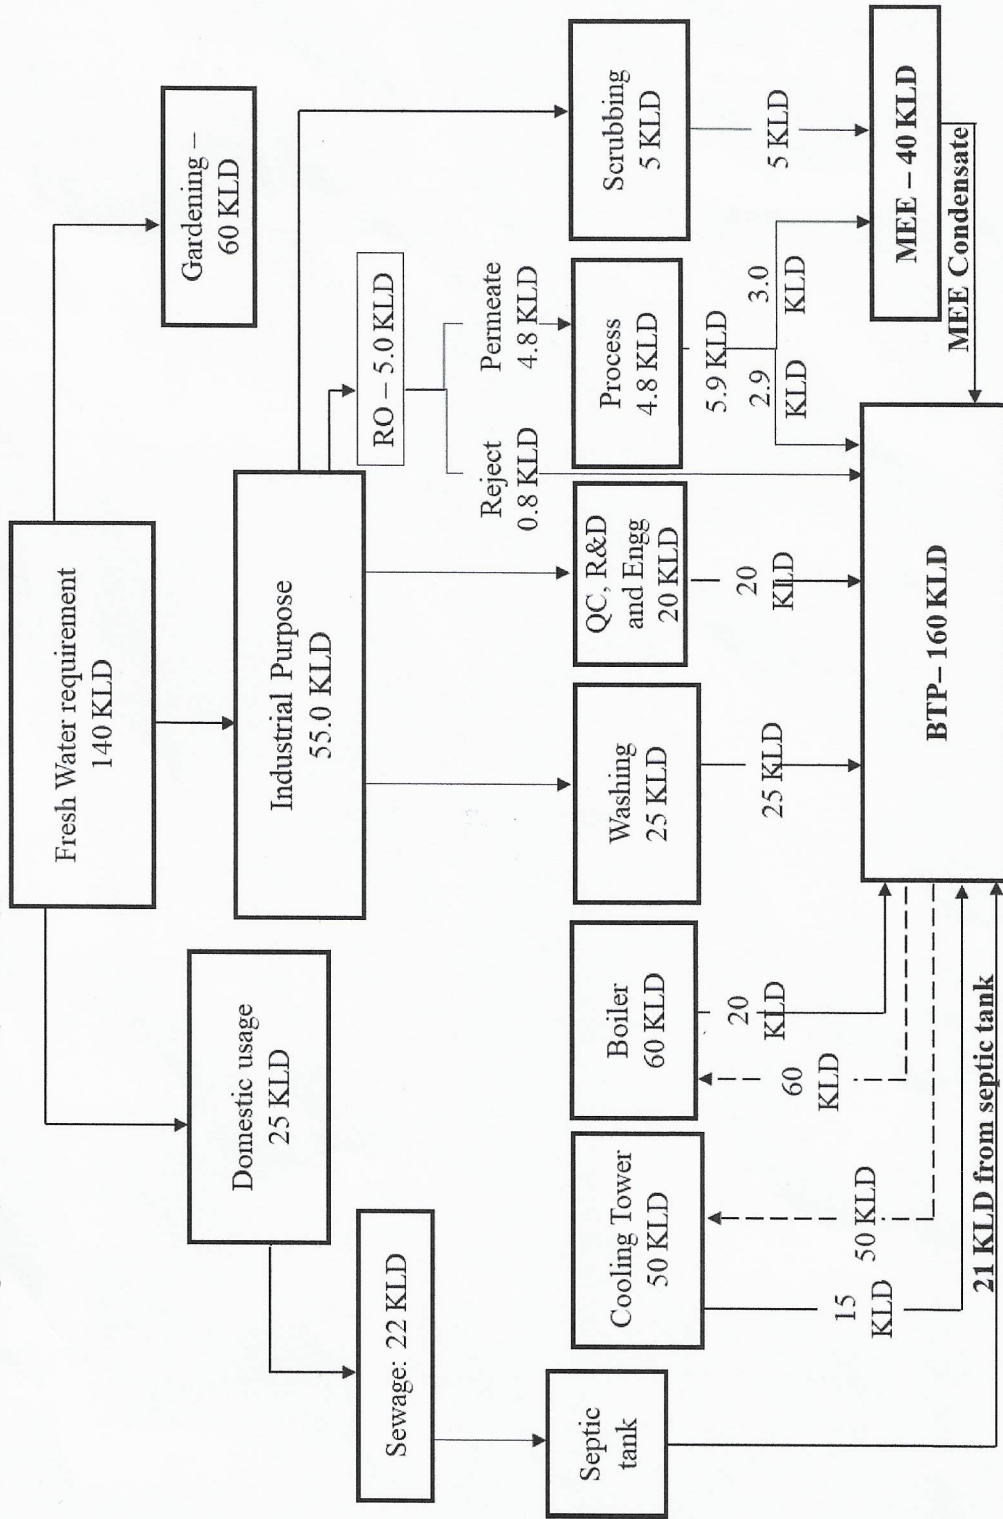 Fresh Water requirement
140 KLD
Gardening –
60 KLD
Domestic usage
25 KLD
Industrial Purpose
55.0 KLD
Sewage: 22 KLD
RO – 5.0 KLD
Reject
0.8 KLD
Permeate
4.8 KLD
Septic
tank
Cooling Tower
50 KLD
Boiler
60 KLD
Washing
25 KLD
QC, R&D
and Engg
20 KLD
Process
4.8 KLD
Scrubbing
5 KLD
15
KLD
50 KLD
60
KLD
20
KLD
25 KLD
20
KLD
5.9 KLD
2.9
KLD
3.0
KLD
5 KLD
MEE – 40 KLD
MEE Condensate
BTP– 160 KLD
21 KLD from septic tank